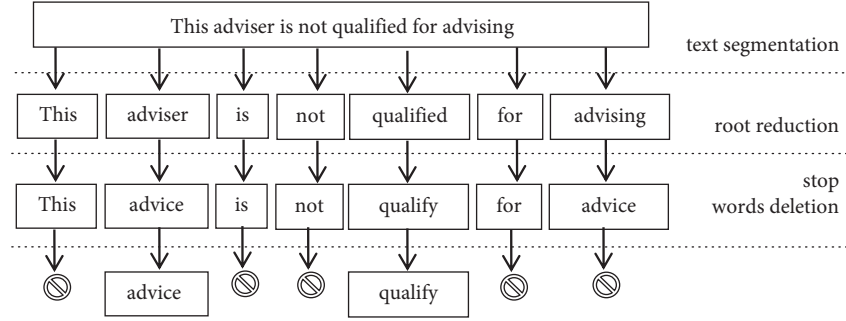 This adviser is not qualified for advising
text segmentation
This adviser is not qualified for advising
root reduction
This advice is not qualify for advice
stop
words deletion
advice qualify